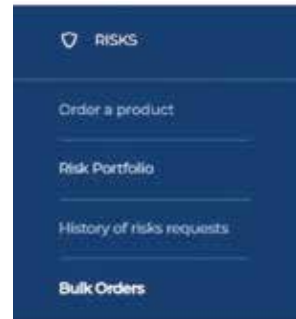 RISKS
Order a product
Risk Portfolio
History of risks requests
Bulk Orders